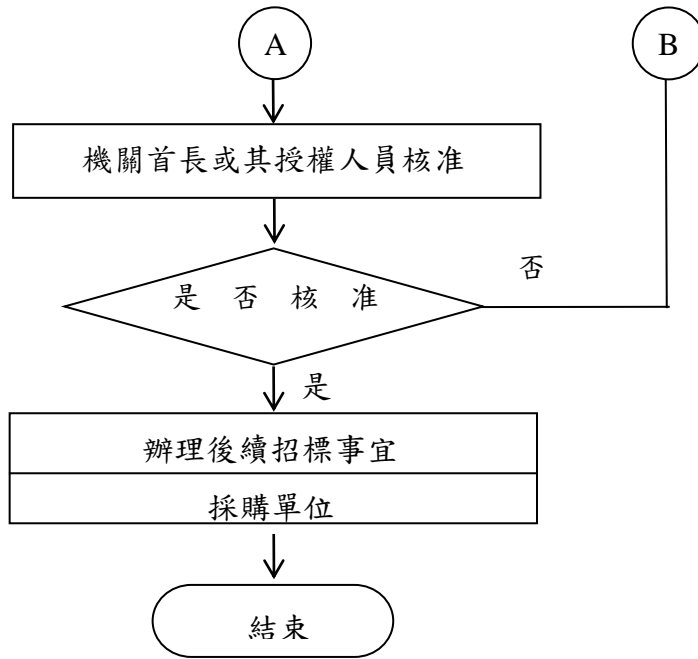 A
B
機關首長或其授權人員核准
否
是否核准
是
辦理後續招標事宜
採購單位
結束